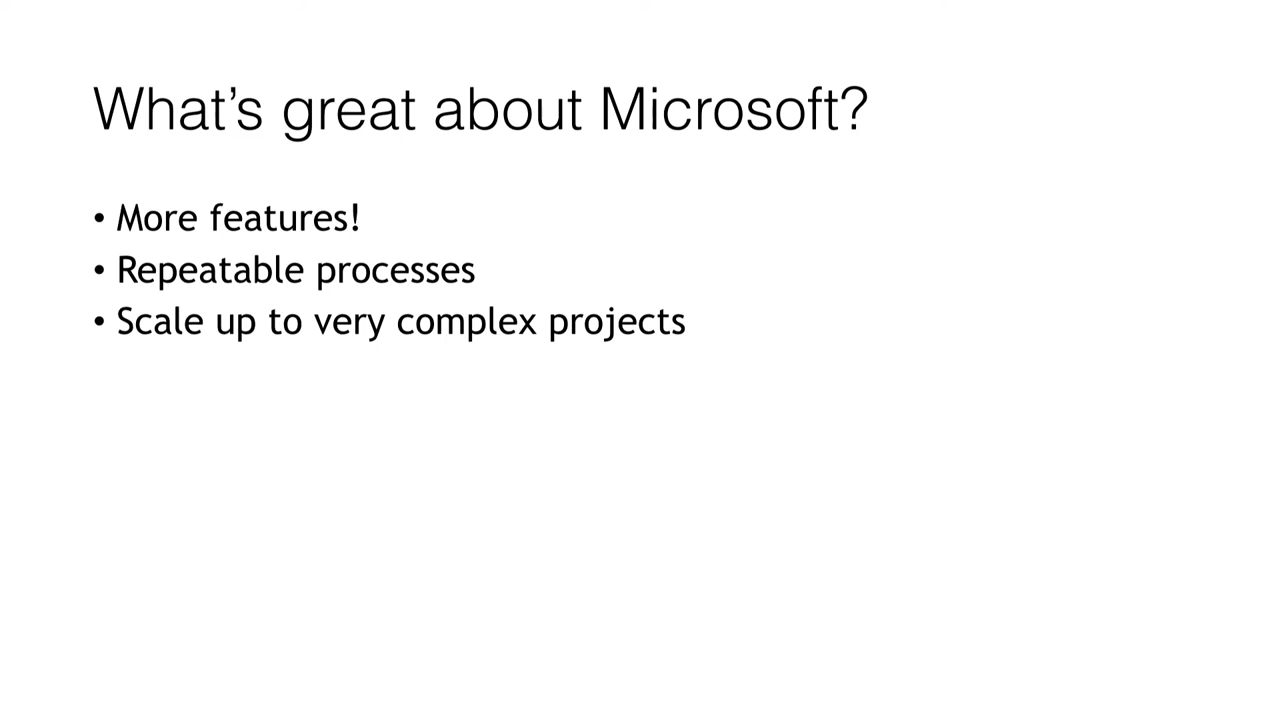 What’s great about Microsoft?
• More features!
• Repeatable processes
• Scale up to very complex projects